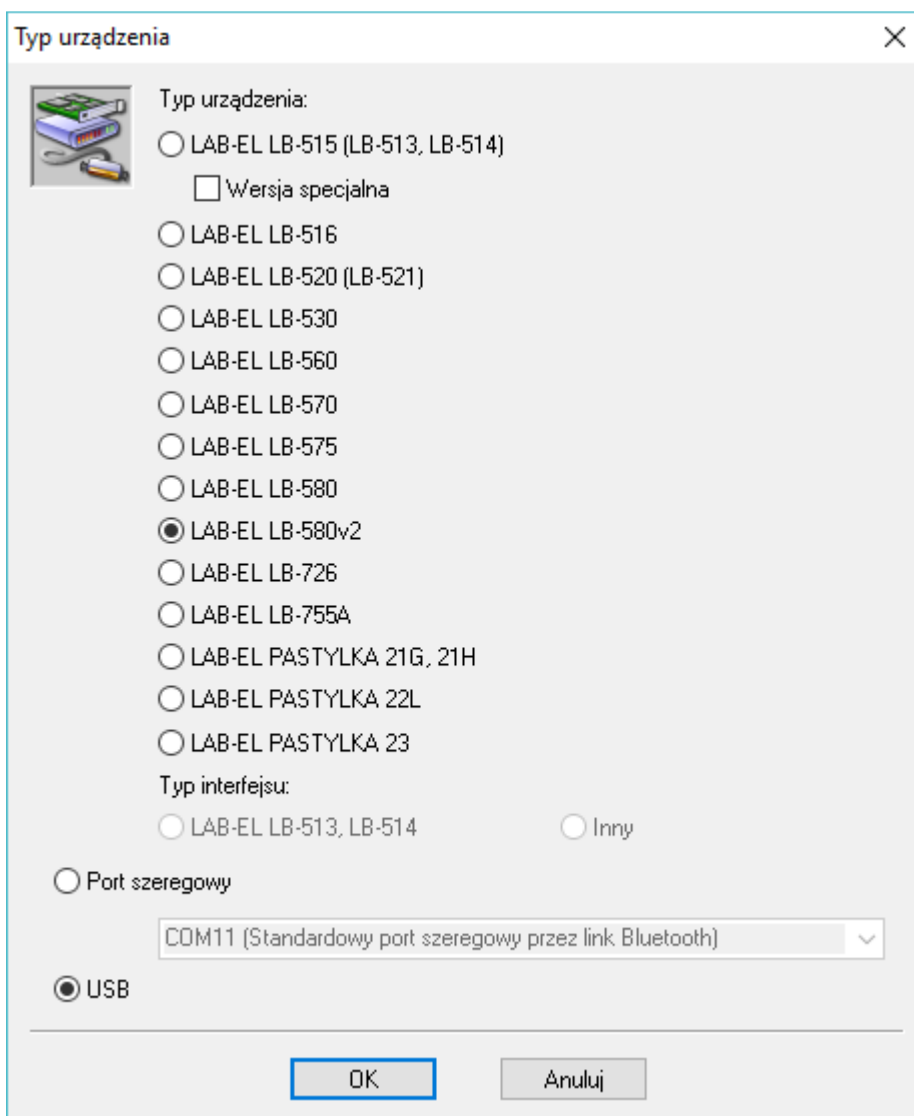 Typ urządzenia
Typ urządzenia:
LAB-EL LB-515 (LB-513, LB-514)
Wersja specjalna
LAB-EL LB-516
LAB-EL LB-520 (LB-521)
LAB-EL LB-530
LAB-EL LB-560
LAB-EL LB-570
LAB-EL LB-575
LAB-EL LB-580
LAB-EL LB-580v2
LAB-EL LB-726
LAB-EL LB-755A
LAB-EL PASTYLKA 21G, 21H
LAB-EL PASTYLKA 22L
LAB-EL PASTYLKA 23
Typ interfejsu:
LAB-EL LB-513, LB-514 Inny
Port szeregowy
COM11 (Standardowy port szeregowy przez link Bluetooth)
USB
OK Anuluj